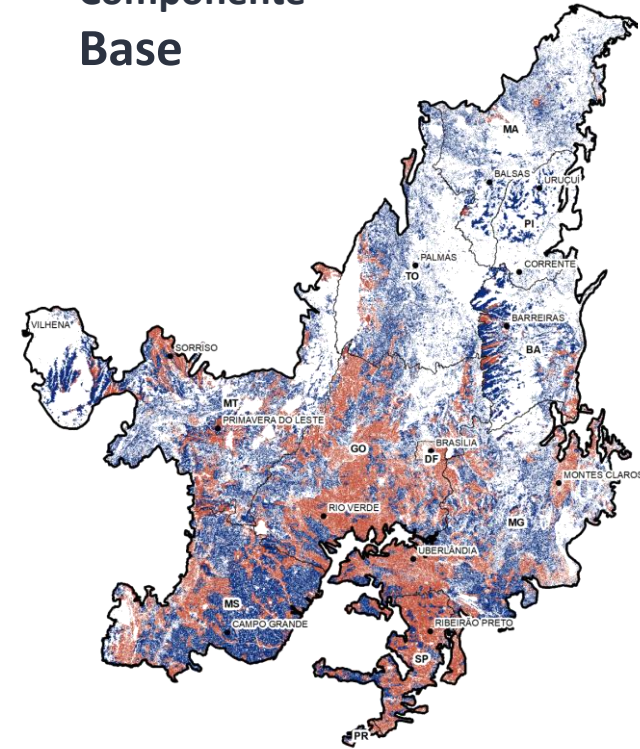 Componente
Base
MA
BALSAS
URUÇUÍ
PI
PALMAS
TO
CORRENTE
BARREIRAS
BA
VILHENA
SORRISO
MT
PRIMAVERA DO LESTE
GO
BRASÍLIA
DF
MONTES CLAROS
RIO VERDE
MG
UBERLÂNDIA
MS
CAMPO GRANDE
RIBEIRÃO PRETO
SP
PR